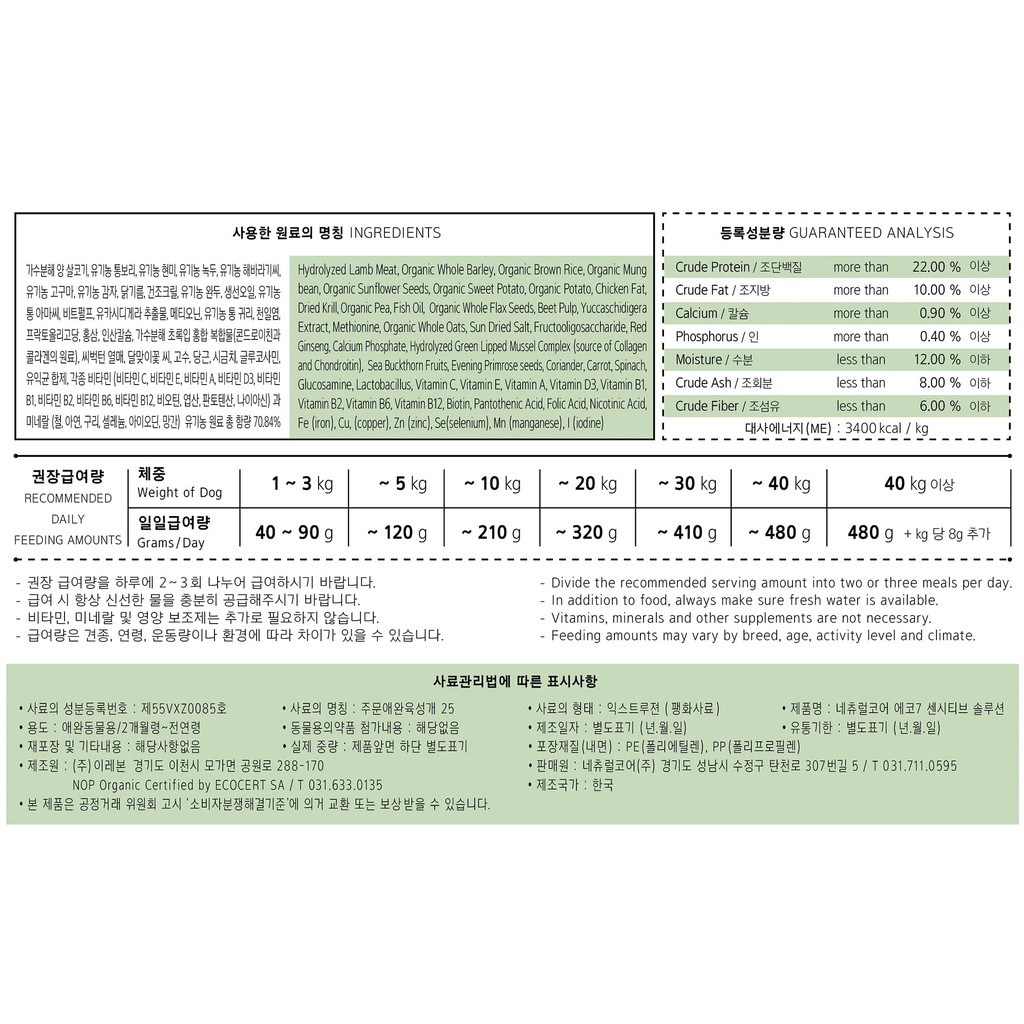 사용한 원료의 명칭 INGREDIENTS
가수분해 양 살코기, 유기농 통보리, 유기농 현미, 유기농 녹두, 유기농 해바라기씨,
유기농 고구마, 유기농 감자, 닭기름, 건조크릴, 유기농 완두, 생선오일, 유기농
통 아마씨, 비트펄프, 유카시디게라 추출물, 메티오닌, 유기농 통 귀리, 천일염,
프락토올리고당, 홍삼, 인산칼슘, 가수분해 초록입 홍합 복합물(콘드로이친과
콜라겐의 원료), 씨벅턴 열매, 달맞이꽃 씨, 고수, 당근, 시금치, 글루코사민,
유익균 합제, 각종 비타민 (비타민 C, 비타민 E, 비타민 A, 비타민 D3, 비타민
B1, 비타민 B2, 비타민 B6, 비타민 B12, 비오틴, 엽산, 판토텐산, 나이아신) 과
미네랄 (철, 아연, 구리, 셀레늄, 아이오딘, 망간) 유기농 원료 총 함량 70.84%
Hydrolyzed Lamb Meat, Organic Whole Barley, Organic Brown Rice, Organic Mung
bean, Organic Sunflower Seeds, Organic Sweet Potato, Organic Potato, Chicken Fat,
Dried Krill, Organic Pea, Fish Oil, Organic Whole Flax Seeds, Beet Pulp, Yuccaschidigera
Extract, Methionine, Organic Whole Oats, Sun Dried Salt, Fructooligosaccharide, Red
Ginseng, Calcium Phosphate, Hydrolyzed Green Lipped Mussel Complex (source of Collagen
and Chondroitin), Sea Buckthorn Fruits, Evening Primrose seeds, Coriander, Carrot, Spinach,
Glucosamine, Lactobacillus, Vitamin C, Vitamin E, Vitamin A, Vitamin D3, Vitamin B1,
Vitamin B2, Vitamin B6, Vitamin B12, Biotin, Pantothenic Acid, Folic Acid, Nicotinic Acid,
Fe (iron), Cu, (copper), Zn (zinc), Se(selenium), Mn (manganese), I (iodine)
등록성분량 GUARANTEED ANALYSIS
Crude Protein / 조단백질 more than 22.00 % 이상
Crude Fat / 조지방 more than 10.00 % 이상
Calcium / 칼슘 more than 0.90 % 이상
Phosphorus / 인 more than 0.40 % 이상
Moisture / 수분 less than 12.00 % 이하
Crude Ash / 조회분 less than 8.00 % 이하
Crude Fiber / 조섬유 less than 6.00 % 이하
대사에너지(ME) : 3400 kcal / kg
권장급여량
RECOMMENDED
DAILY
FEEDING AMOUNTS
체중
Weight of Dog
1 ~ 3 kg ~ 5 kg ~ 10 kg ~ 20 kg ~ 30 kg ~ 40 kg 40 kg 이상
일일급여량
Grams/Day
40 ~ 90 g ~ 120 g ~ 210 g ~ 320 g ~ 410 g ~ 480 g 480 g + kg 당 8g 추가
- 권장 급여량을 하루에 2~3회 나누어 급여하시기 바랍니다.
- 급여 시 항상 신선한 물을 충분히 공급해주시기 바랍니다.
- 비타민, 미네랄 및 영양 보조제는 추가로 필요하지 않습니다.
- 급여량은 견종, 연령, 운동량이나 환경에 따라 차이가 있을 수 있습니다.
- Divide the recommended serving amount into two or three meals per day.
- In addition to food, always make sure fresh water is available.
- Vitamins, minerals and other supplements are not necessary.
- Feeding amounts may vary by breed, age, activity level and climate.
사료관리법에 따른 표시사항
• 사료의 성분등록번호 : 제55VXZ0085호 • 사료의 명칭 : 주문애완육성개 25
• 용도 : 애완동물용/2개월령~전연령 • 동물용의약품 첨가내용 : 해당없음
• 재포장 및 기타내용 : 해당사항없음 • 실제 중량 : 제품앞면 하단 별도표기
• 제조원 : (주)이레본 경기도 이천시 모가면 공원로 288-170
NOP Organic Certified by ECOCERT SA / T 031.633.0135
• 본 제품은 공정거래 위원회 고시 '소비자분쟁해결기준'에 의거 교환 또는 보상받을 수 있습니다.
• 사료의 형태 : 익스트루젼 ( 팽화사료) • 제품명 : 네츄럴코어 에코7 센시티브 솔루션
• 제조일자 : 별도표기 (년.월.일) • 유통기한 : 별도표기 (년.월.일)
• 포장재질(내면) : PE(폴리에틸렌), PP(폴리프로필렌)
• 판매원 : 네츄럴코어(주) 경기도 성남시 수정구 탄천로 307번길 5 / T 031.711.0595
• 제조국가 : 한국